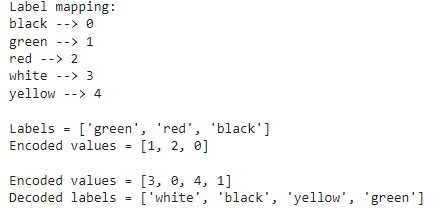 Label mapping:
black --> 0
green --> 1
red --> 2
white --> 3
yellow --> 4
Labels = ['green', 'red', 'black']
Encoded values = [1, 2, 0]
Encoded values = [3, 0, 4, 1]
Decoded labels = ['white', 'black', 'yellow', 'green']